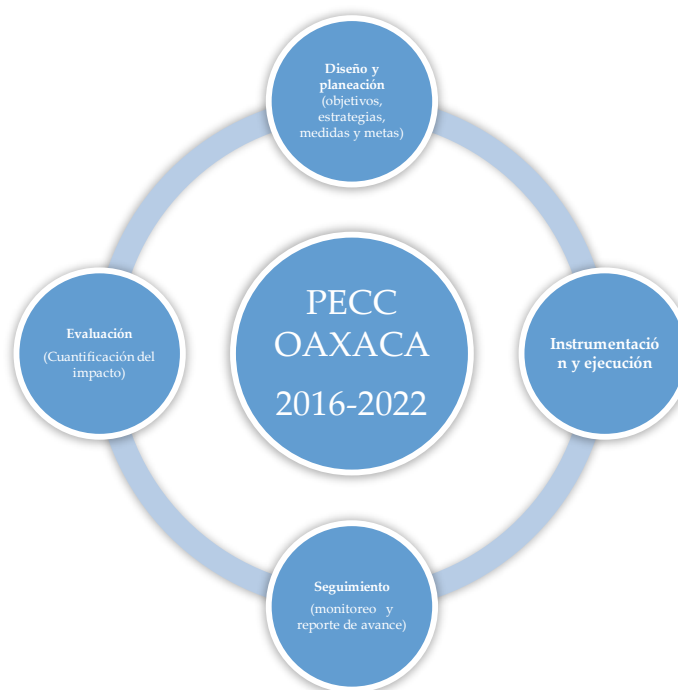 Diseño y
planeación
(objetivos,
estrategias,
medidas y metas)
PECC
OAXACA
2016-2022
Evaluación
(Cuantificación del
impacto)
Instrumentació
n y ejecución
Seguimiento
(monitoreo y
reporte de avance)